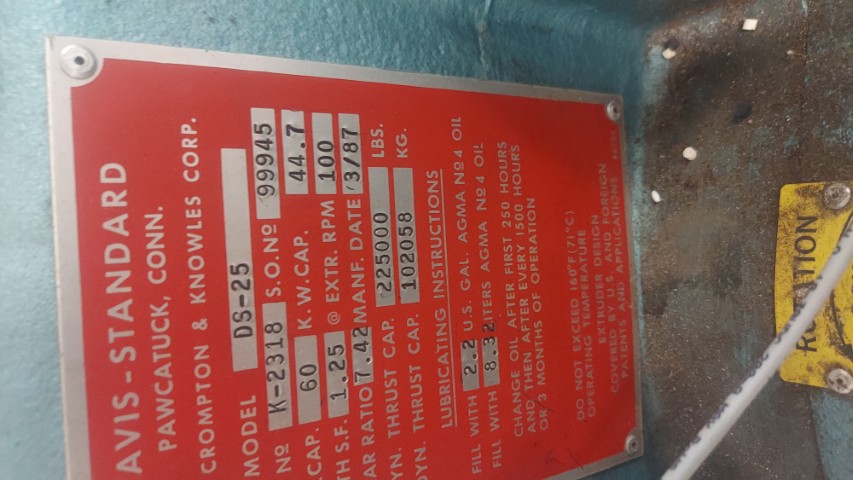 AVIS-STANDARD
PAWCATUCK, CONN.
CROMPTON & KNOWLES CORP.
MODEL DS-25
NO K-2318 S.O.Nº 99945
.CAP. 60 K.W.CAP. 44.7
TH S.F. 1.25 @ EXTR. RPM 100
AR RATIO 7.42 MANF. DATE 3/87
DYN. THRUST CAP. 225000 LBS.
DYN. THRUST CAP. 102058 KG.
LUBRICATING INSTRUCTIONS
FILL WITH 2.2 U.S. GAL. AGMA Nº4 OIL
FILL WITH 8.32 LITERS AGMA Nº4 OIL
CHANGE OIL AFTER FIRST 250 HOURS
AND THEN AFTER EVERY 1500 HOURS
OR 3 MONTHS OF OPERATION
DO NOT EXCEED 160°F (71°C)
OPERATING TEMPERATURE
EXTRUDER DESIGN
COVERED BY U.S. AND FOREIGN
PATENTS AND APPLICATIONS